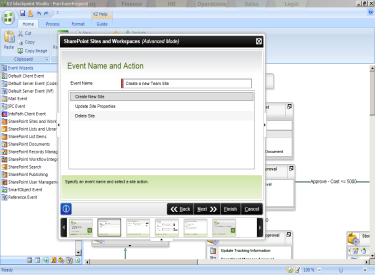 K2 blackpearl Studio - PurchaseRequest
K2 Help
Finance
HR
Operations
Sales
Legal
Home
Process
Format
Guide
Paste
Cut
Copy
Copy Image
Clipboard
Event Wizards
Default Client Event
Default Server Event (Code)
Default Server Event (WF)
Mail Event
IPC Event
InfoPath Client Event
SharePoint Sites and Work
SharePoint Lists and Librar
SharePoint List Items
SharePoint Documents
SharePoint Records Manag
SharePoint Workflow Integr
SharePoint Search
SharePoint Publishing
SharePoint User Managem
SmartObject Event
Reference Event
SharePoint Sites and Workspaces (Advanced Mode)
Event Name and Action
Event Name
Create a new Team Site
Create New Site
Update Site Properties
Delete Site
Specify an event name and select a site action.
Back
Next
Finish
Cancel
Document
proval
Approve - Cost <= 5000
pproval
Update Tracking Information
Ready
100 %